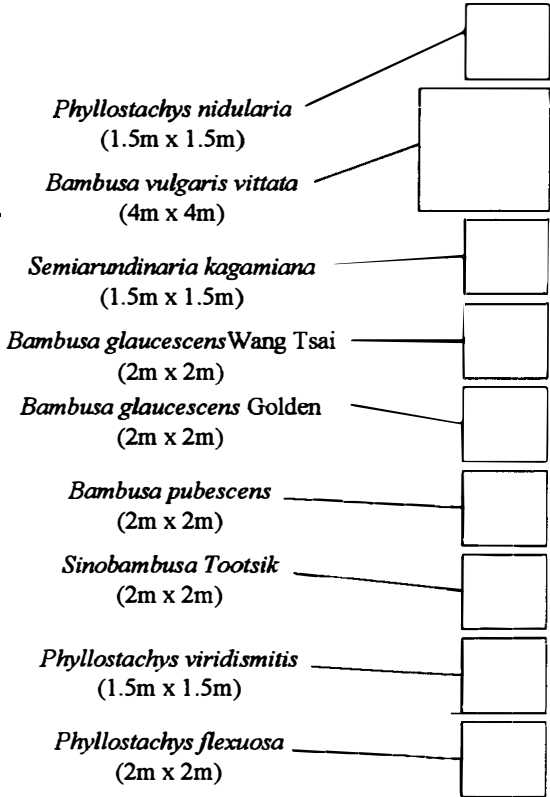 Phyllostachys nidularia
(1.5m x 1.5m)
Bambusa vulgaris vittata
(4m x 4m)
Semiarundinaria kagamiana
(1.5m x 1.5m)
Bambusa glaucescens Wang Tsai
(2m x 2m)
Bambusa glaucescens Golden
(2m x 2m)
Bambusa pubescens
(2m x 2m)
Sinobambusa Tootsik
(2m x 2m)
Phyllostachys viridismitis
(1.5m x 1.5m)
Phyllostachys flexuosa
(2m x 2m)